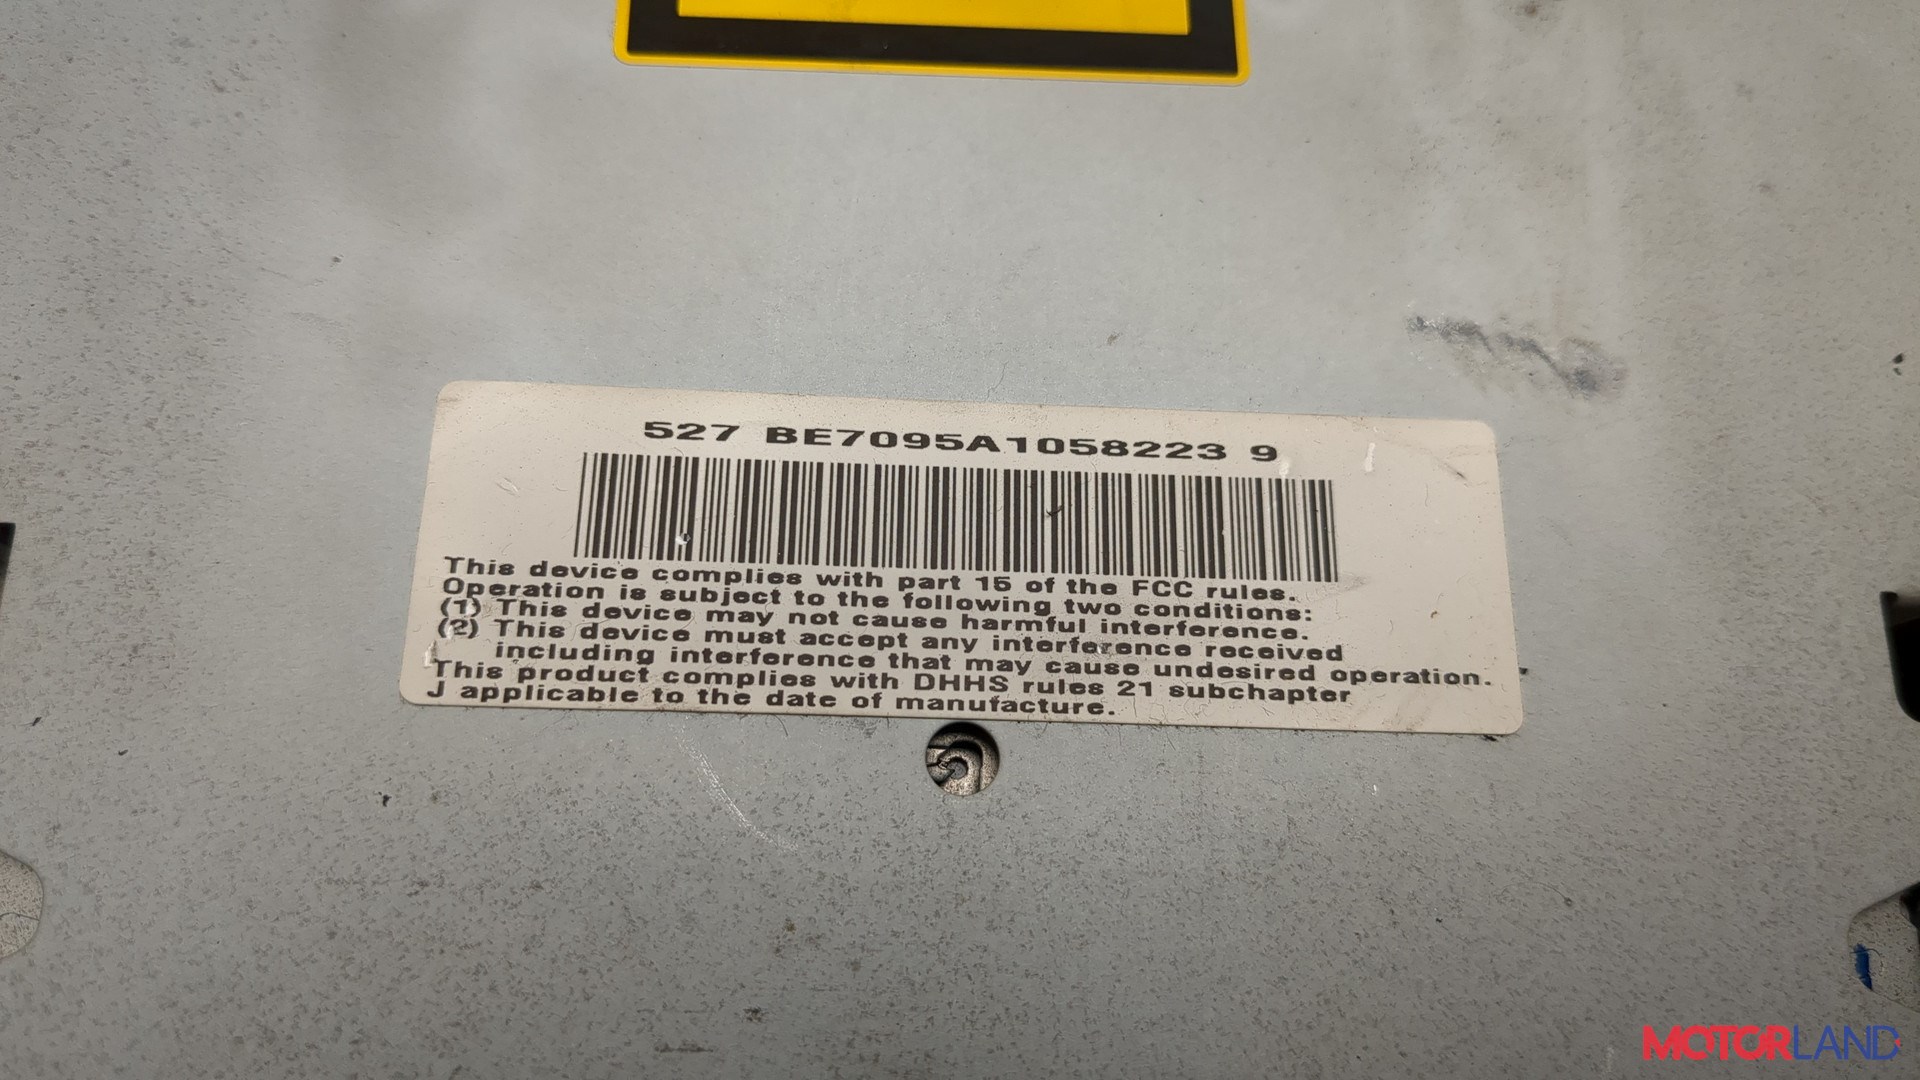 527 BE7095A1058223 9
This device complies with part 15 of the FCC rules.
Operation is subject to the following two conditions:
(1) This device may not cause harmful interference.
(2) This device must accept any interference received
including interference that may cause undesired operation.
This product complies with DHHS rules 21 subchapter
J applicable to the date of manufacture.
MOTORLAND